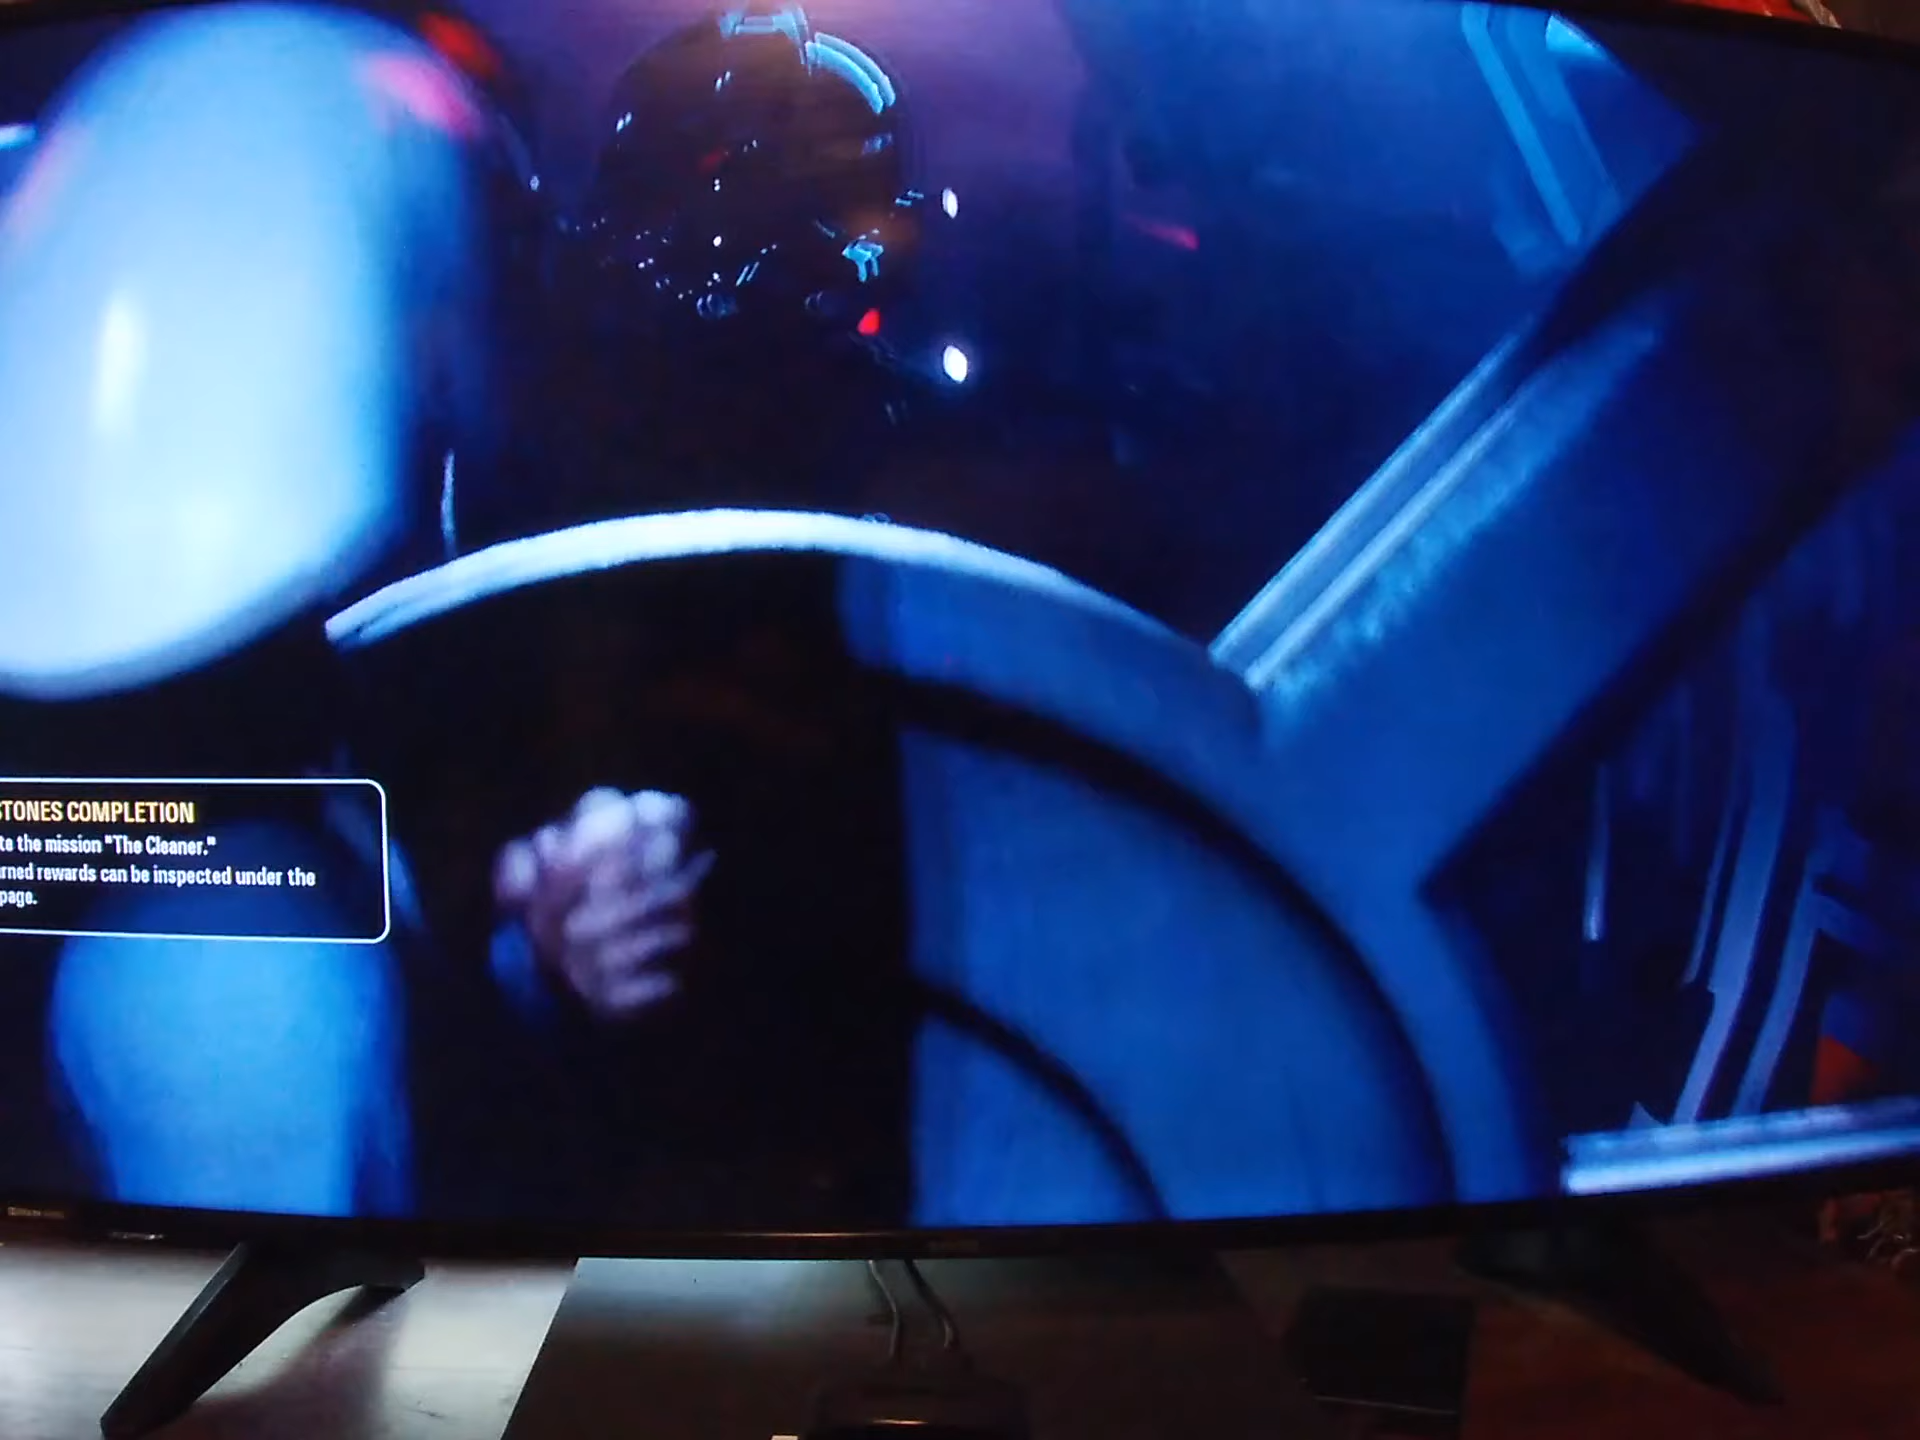 STONES COMPLETION
te the mission "The Cleaner."
rned rewards can be inspected under the
page.